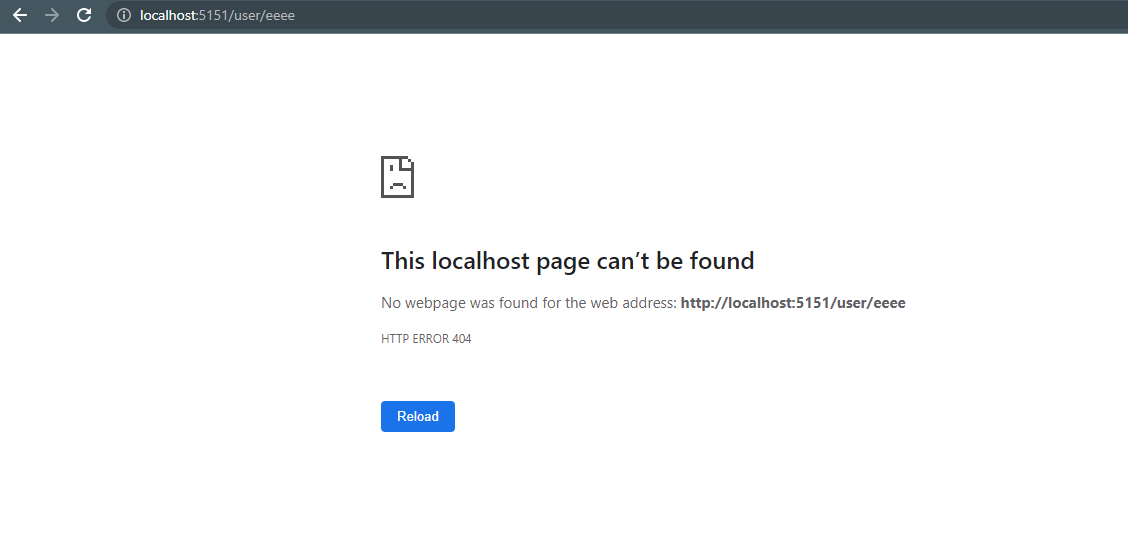 localhost:5151/user/eeee
This localhost page can’t be found
No webpage was found for the web address: http://localhost:5151/user/eeee
HTTP ERROR 404
Reload